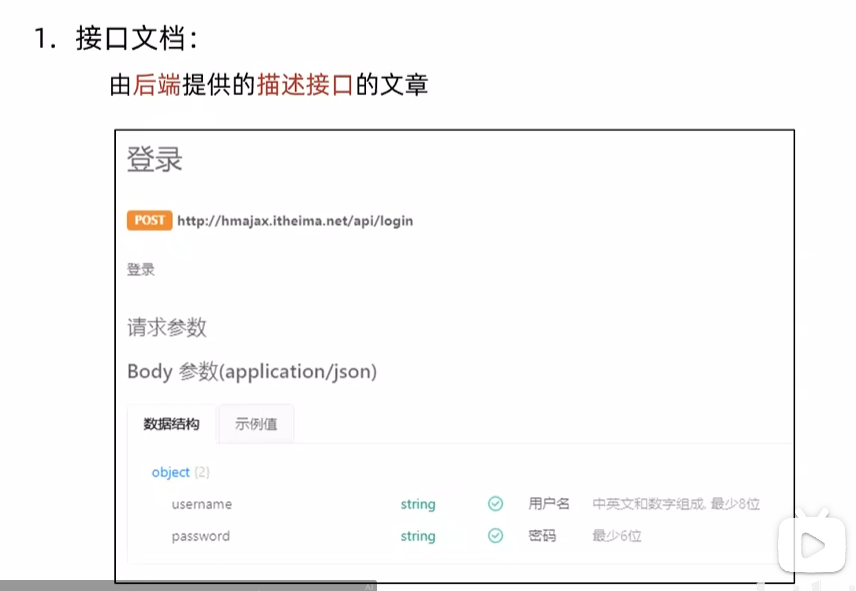 1. 接口文档：
由后端提供的描述接口的文章
登录
POST http://hmajax.itheima.net/api/login
登录
请求参数
Body 参数(application/json)
数据结构 示例值
object {2}
username string 用户名 中英文和数字组成, 最少8位
password string 密码 最少6位